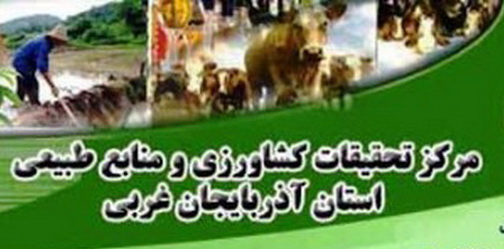 مرکز تحقیقات کشاورزی و منابع طبیعی
استان آذربایجان غربی